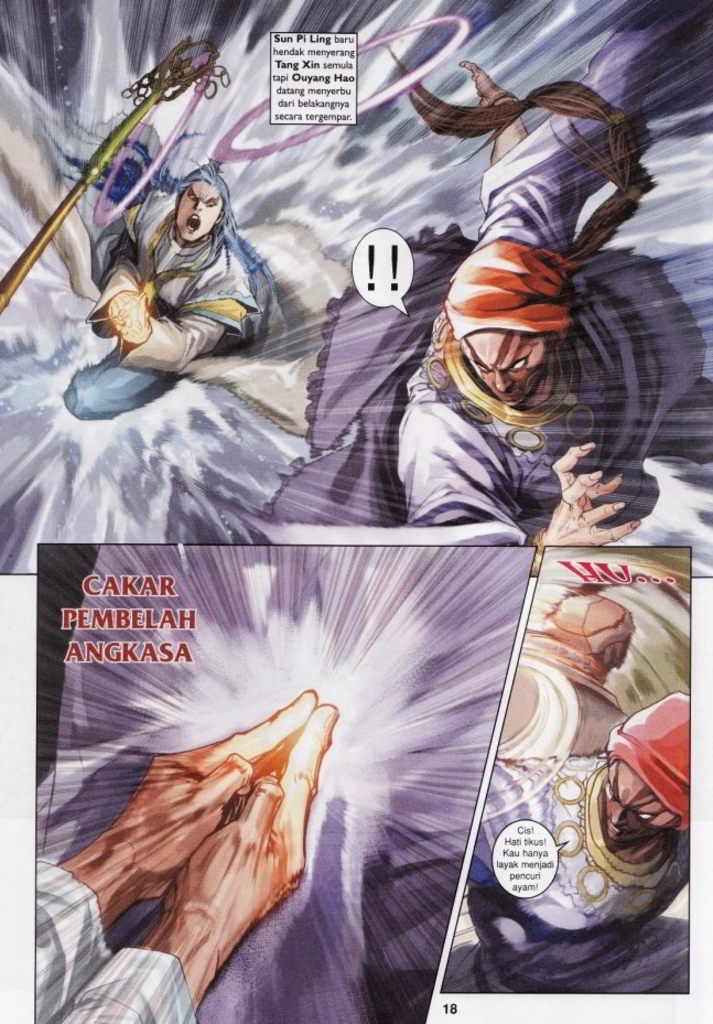 Sun Pi Ling baru
hendak menyerang
Tang Xin semula
tapi Ouyang Hao
datang menyerbu
dari belakangnya
secara tergempar.
!!
CAKAR
PEMBELAH
ANGKASA
HU...
Cis!
Hati tikus!
Kau hanya
layak menjadi
pencuri
ayam!
18